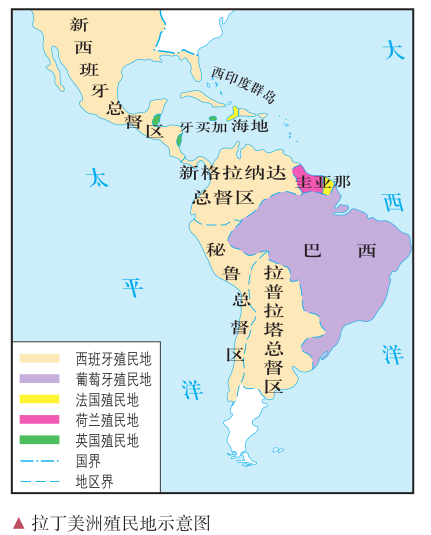 新西班牙总督区
大西洋
西印度群岛
牙买加
海地
太平洋
新格拉纳达
总督区
圭亚那
巴西
秘鲁总督区
拉普拉塔总督区
西班牙殖民地
葡萄牙殖民地
法国殖民地
荷兰殖民地
英国殖民地
国界
地区界
▲ 拉丁美洲殖民地示意图